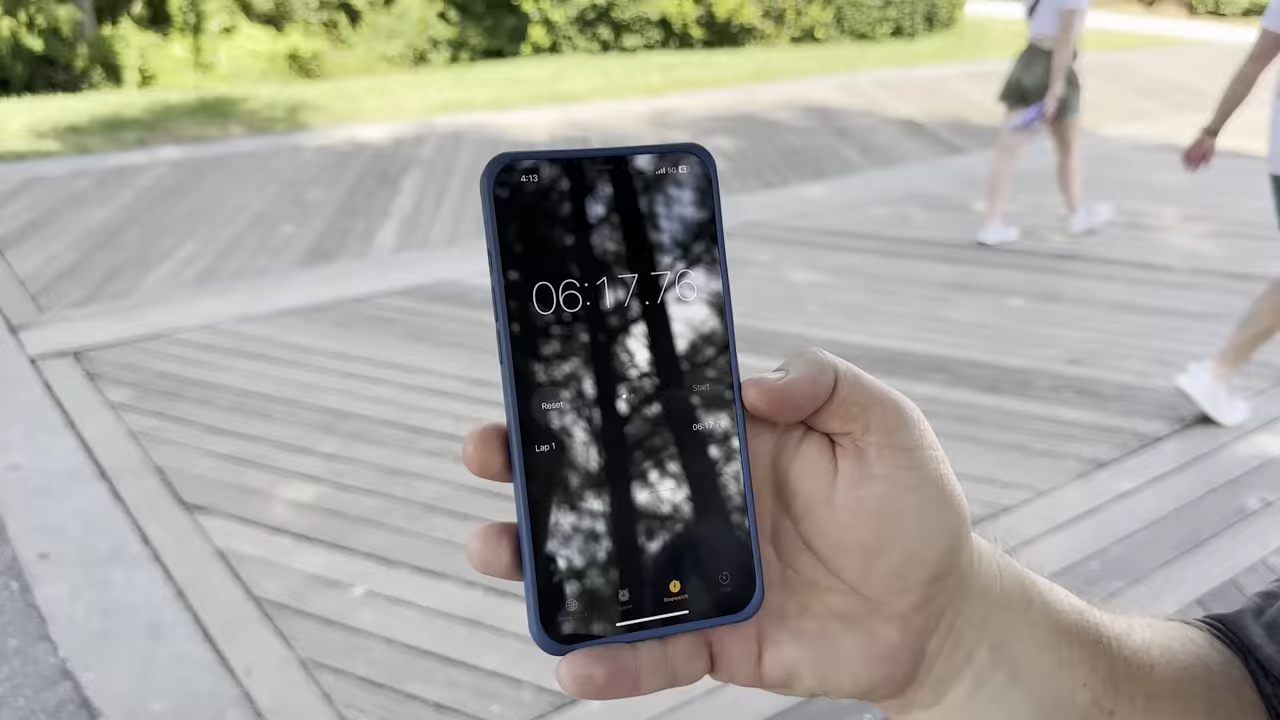 4:13 5G
06:17.76
Reset Start
Lap 1 06:17.76
Stopwatch